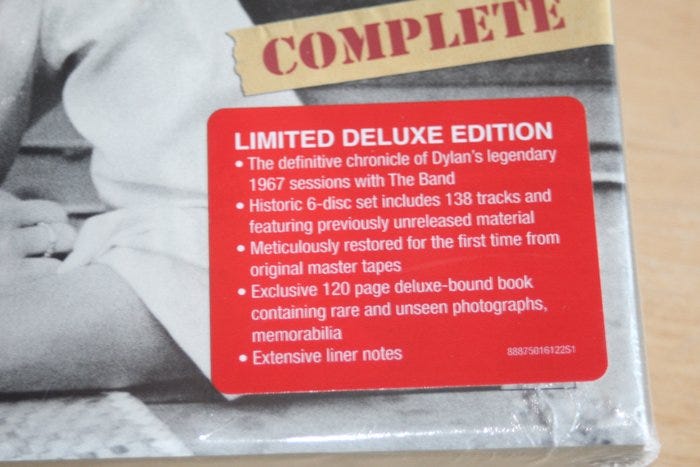 COMPLETE
LIMITED DELUXE EDITION
• The definitive chronicle of Dylan's legendary
1967 sessions with The Band
• Historic 6-disc set includes 138 tracks and
featuring previously unreleased material
• Meticulously restored for the first time from
original master tapes
• Exclusive 120 page deluxe-bound book
containing rare and unseen photographs,
memorabilia
• Extensive liner notes
88875016122S1